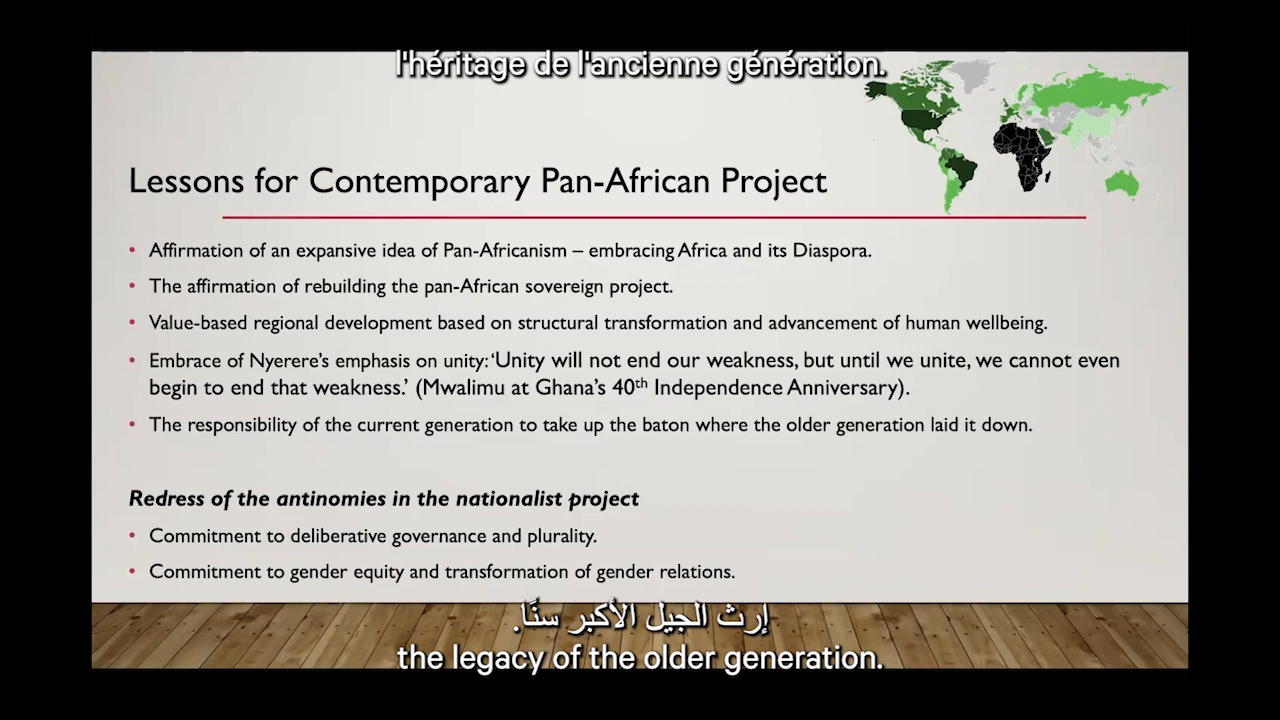 l'héritage de l'ancienne génération.
Lessons for Contemporary Pan-African Project
• Affirmation of an expansive idea of Pan-Africanism – embracing Africa and its Diaspora.
• The affirmation of rebuilding the pan-African sovereign project.
• Value-based regional development based on structural transformation and advancement of human wellbeing.
• Embrace of Nyerere's emphasis on unity: 'Unity will not end our weakness, but until we unite, we cannot even
begin to end that weakness.' (Mwalimu at Ghana's 40th Independence Anniversary).
• The responsibility of the current generation to take up the baton where the older generation laid it down.
Redress of the antinomies in the nationalist project
• Commitment to deliberative governance and plurality.
• Commitment to gender equity and transformation of gender relations.
إرث الجيل الأكبر سنًا.
the legacy of the older generation.